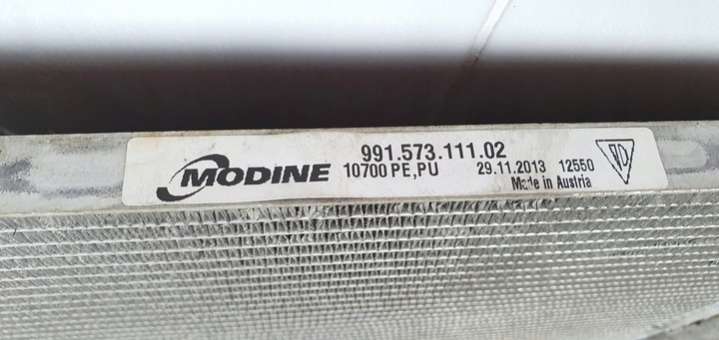 MODINE
991.573.111.02
10700 PE,PU 29.11.2013 12550
Made in Austria